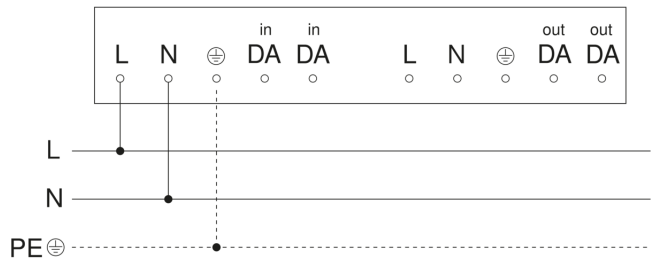 in in out out
L N ⏚ DA DA L N ⏚ DA DA
L
N
PE ⏚